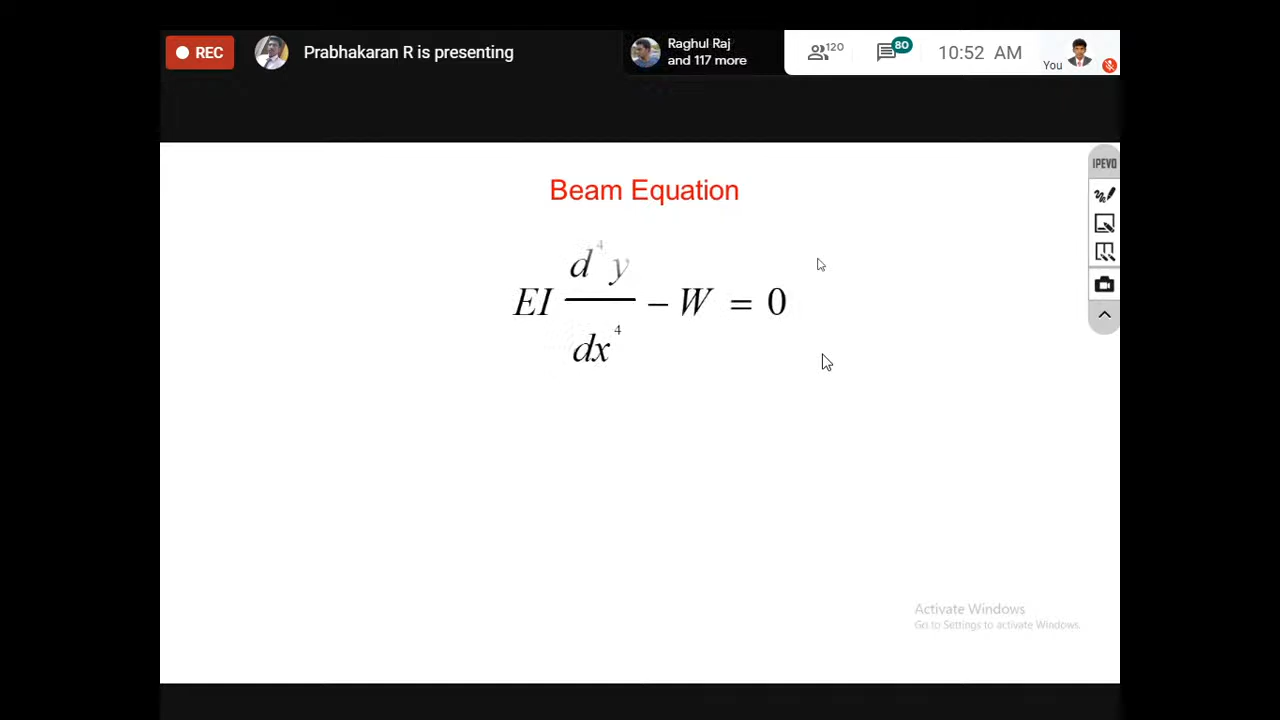 REC
Prabhakaran R is presenting
Raghul Raj
and 117 more
120
80
10:52 AM
You
IPEVO
Beam Equation
EI d⁴y/dx⁴ − W = 0
Activate Windows
Go to Settings to activate Windows.